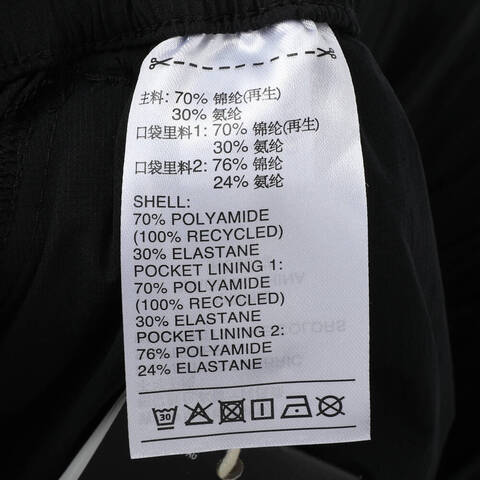 主料: 70% 锦纶(再生)
30% 氨纶
口袋里料1: 70% 锦纶(再生)
30% 氨纶
口袋里料2: 76% 锦纶
24% 氨纶
SHELL:
70% POLYAMIDE
(100% RECYCLED)
30% ELASTANE
POCKET LINING 1:
70% POLYAMIDE
(100% RECYCLED)
30% ELASTANE
POCKET LINING 2:
76% POLYAMIDE
24% ELASTANE
30